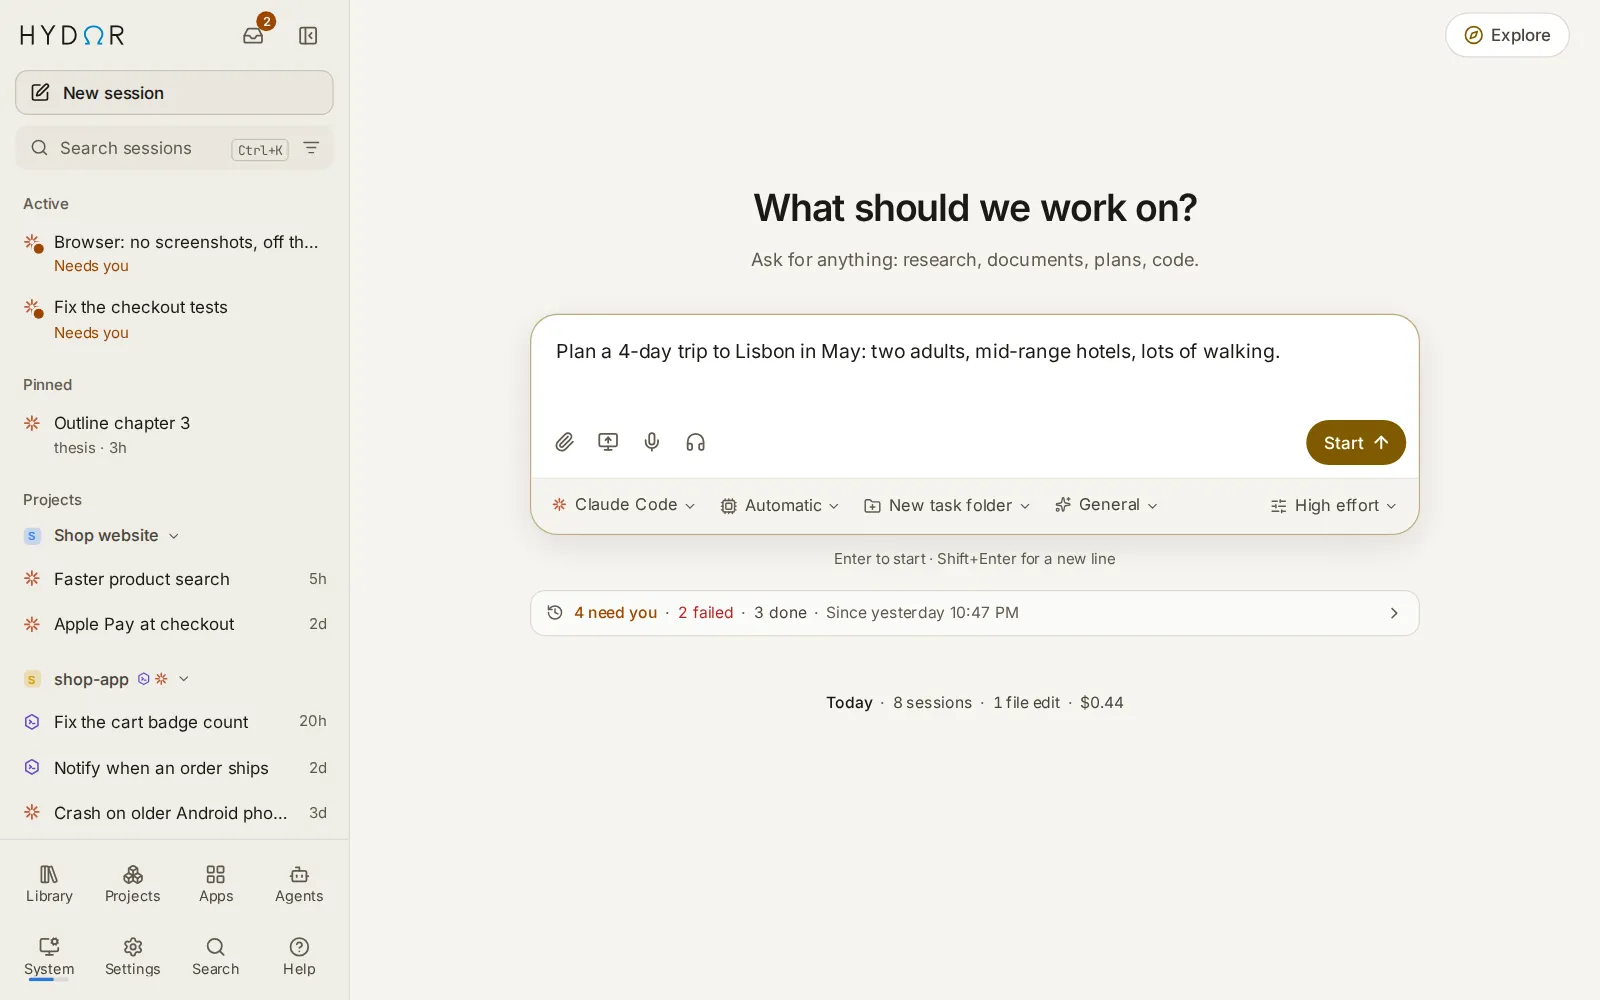 HYDΩR
2
New session
Search sessions Ctrl+K
Active
Browser: no screenshots, off th...
Needs you
Fix the checkout tests
Needs you
Pinned
Outline chapter 3
thesis · 3h
Projects
S Shop website
Faster product search 5h
Apple Pay at checkout 2d
S shop-app
Fix the cart badge count 20h
Notify when an order ships 2d
Crash on older Android pho... 3d
Library Projects Apps Agents
System Settings Search Help
Explore
What should we work on?
Ask for anything: research, documents, plans, code.
Plan a 4-day trip to Lisbon in May: two adults, mid-range hotels, lots of walking.
Start
Claude Code Automatic New task folder General High effort
Enter to start · Shift+Enter for a new line
4 need you · 2 failed · 3 done · Since yesterday 10:47 PM
Today · 8 sessions · 1 file edit · $0.44